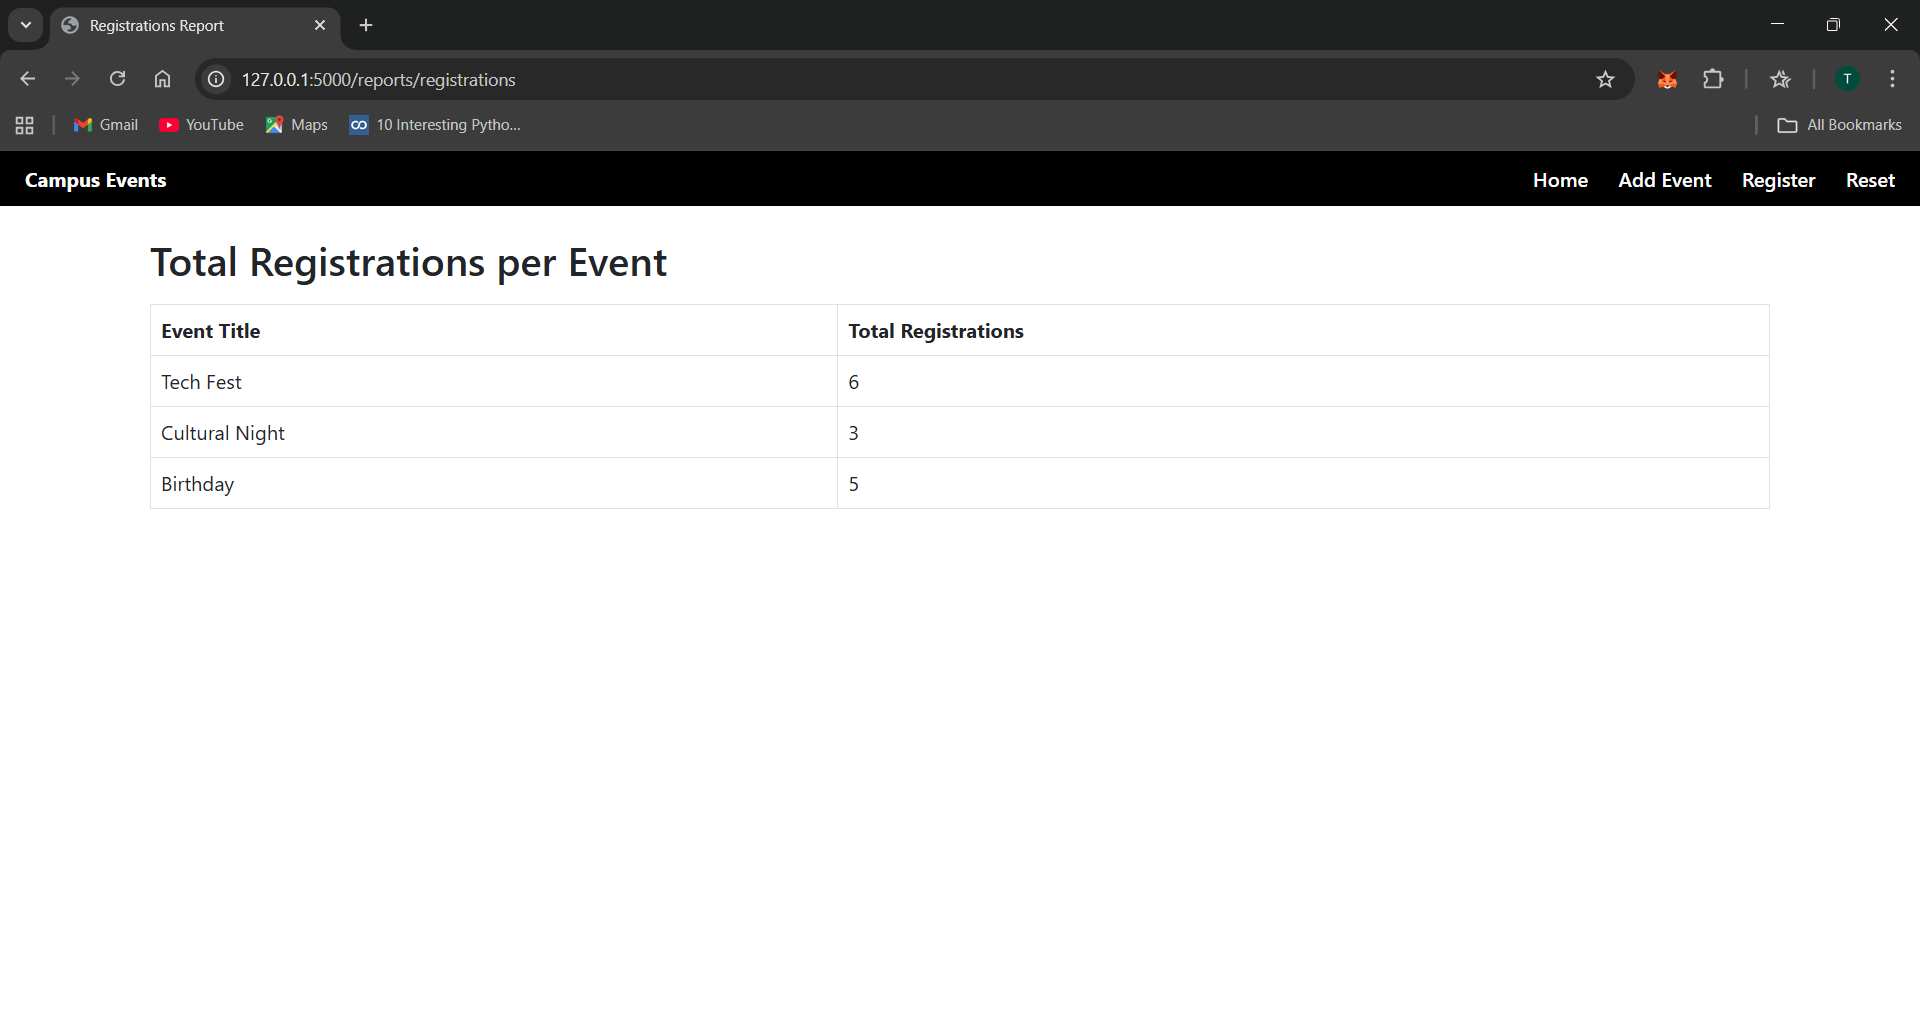 Registrations Report
127.0.0.1:5000/reports/registrations
T
Gmail
YouTube
Maps
10 Interesting Pytho...
All Bookmarks
Campus Events
Home
Add Event
Register
Reset
Total Registrations per Event
Event Title
Total Registrations
Tech Fest
6
Cultural Night
3
Birthday
5